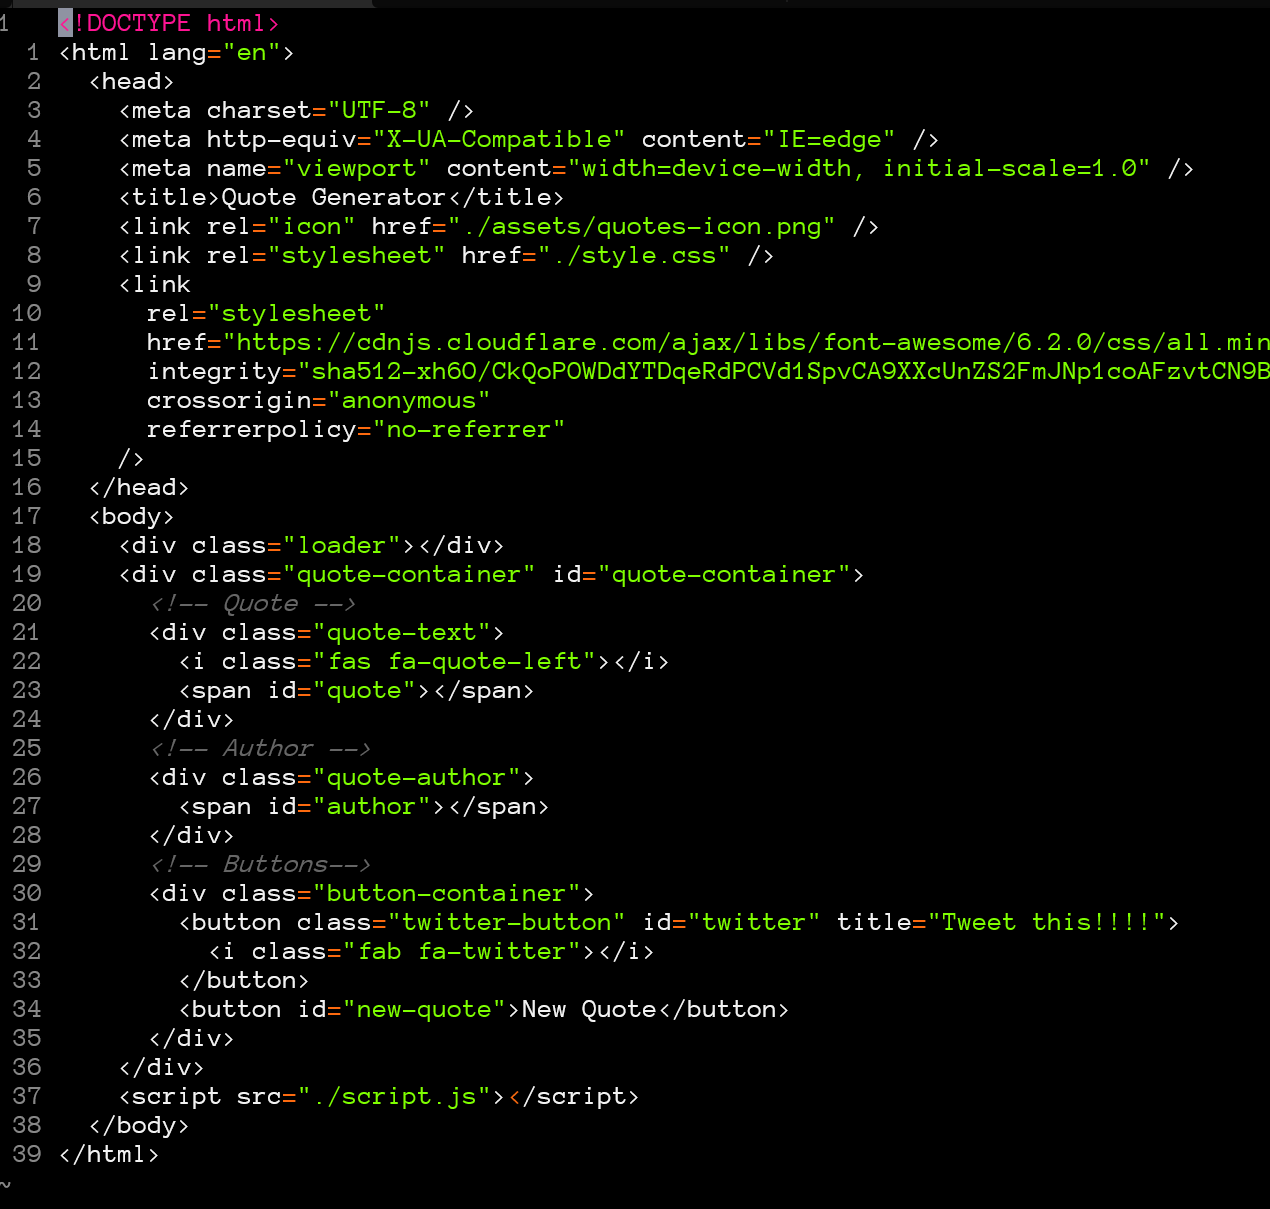 1 <!DOCTYPE html>
1 <html lang="en">
2 <head>
3 <meta charset="UTF-8" />
4 <meta http-equiv="X-UA-Compatible" content="IE=edge" />
5 <meta name="viewport" content="width=device-width, initial-scale=1.0" />
6 <title>Quote Generator</title>
7 <link rel="icon" href="./assets/quotes-icon.png" />
8 <link rel="stylesheet" href="./style.css" />
9 <link
10 rel="stylesheet"
11 href="https://cdnjs.cloudflare.com/ajax/libs/font-awesome/6.2.0/css/all.min
12 integrity="sha512-xh6O/CkQoPOWDdYTDqeRdPCVd1SpvCA9XXcUnZS2FmJNp1coAFzvtCN9B
13 crossorigin="anonymous"
14 referrerpolicy="no-referrer"
15 />
16 </head>
17 <body>
18 <div class="loader"></div>
19 <div class="quote-container" id="quote-container">
20 <!-- Quote -->
21 <div class="quote-text">
22 <i class="fas fa-quote-left"></i>
23 <span id="quote"></span>
24 </div>
25 <!-- Author -->
26 <div class="quote-author">
27 <span id="author"></span>
28 </div>
29 <!-- Buttons-->
30 <div class="button-container">
31 <button class="twitter-button" id="twitter" title="Tweet this!!!!">
32 <i class="fab fa-twitter"></i>
33 </button>
34 <button id="new-quote">New Quote</button>
35 </div>
36 </div>
37 <script src="./script.js"></script>
38 </body>
39 </html>
~